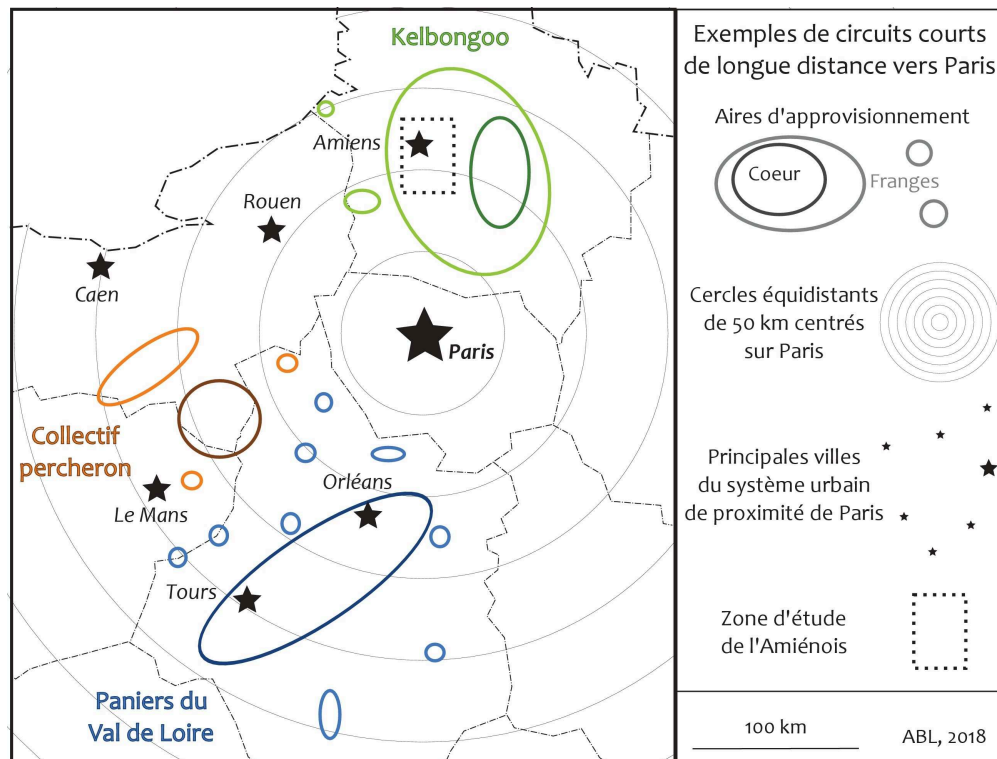 Kelbongoo
Amiens
Rouen
Caen
Paris
Collectif
percheron
Orléans
Le Mans
Tours
Paniers du
Val de Loire
Exemples de circuits courts
de longue distance vers Paris
Aires d'approvisionnement
Coeur
Franges
Cercles équidistants
de 50 km centrés
sur Paris
Principales villes
du système urbain
de proximité de Paris
Zone d'étude
de l'Amiénois
100 km
ABL, 2018